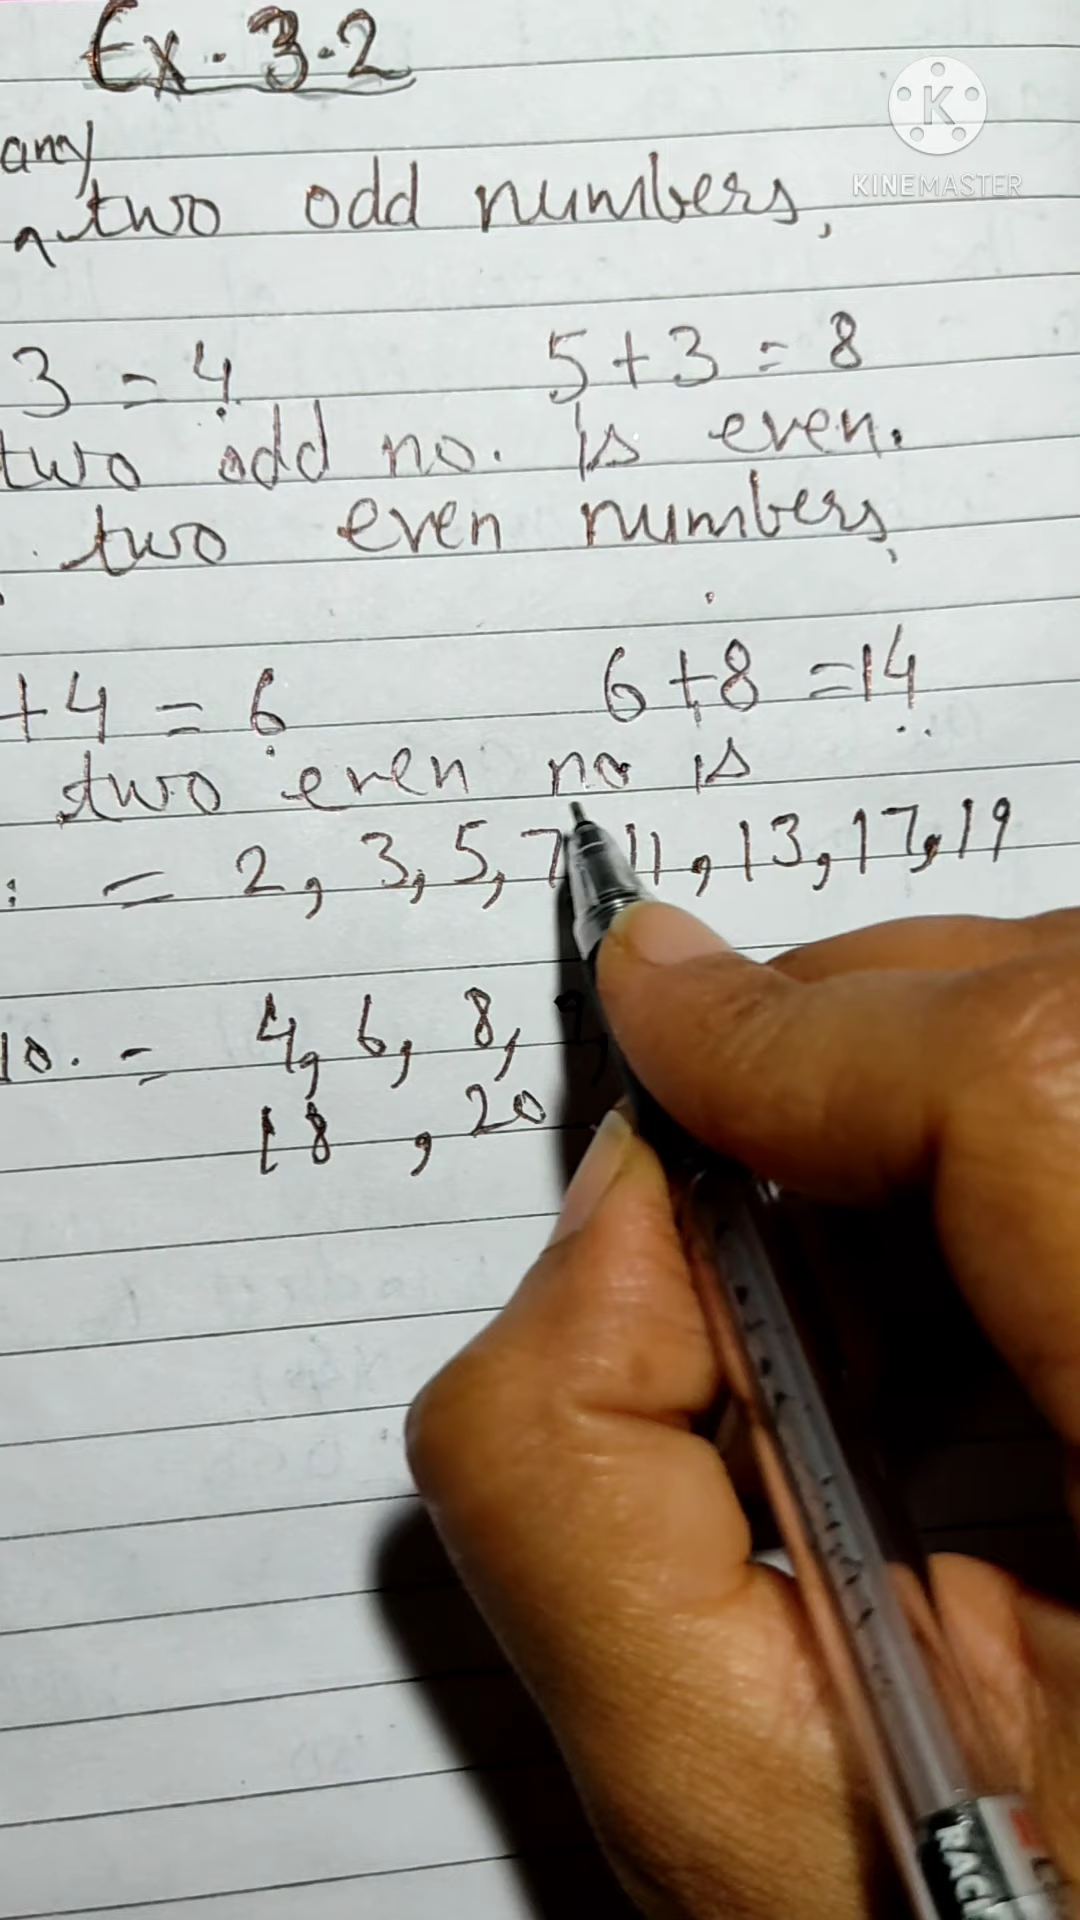 Ex. 3.2
K
KINEMASTER
any
two odd numbers,
3 = 4 5 + 3 = 8
two odd no. is even.
two even numbers,
+ 4 = 6 6 + 8 = 14
two even no is
: = 2, 3, 5, 7 11, 13, 17, 19
10. = 4, 6, 8, 9,
18, 20